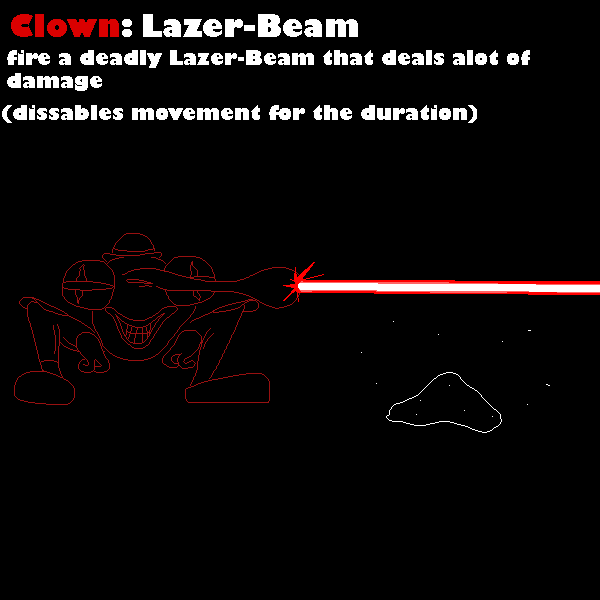 Clown: Lazer-Beam
fire a deadly Lazer-Beam that deals alot of
damage
(dissables movement for the duration)